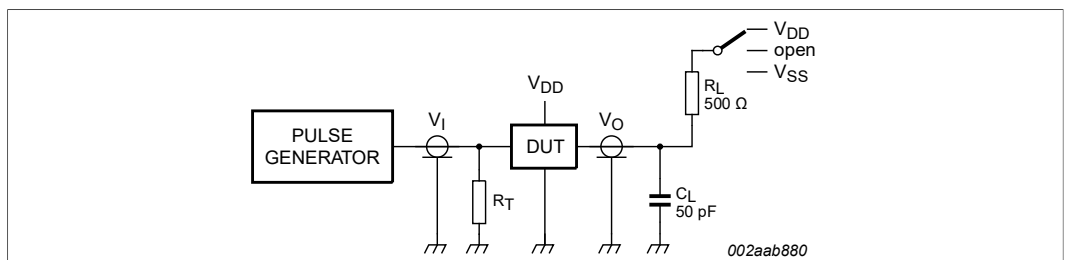 VDD
open
VSS
RL
500 Ω
VDD
VI
VO
PULSE
GENERATOR
DUT
RT
CL
50 pF
002aab880